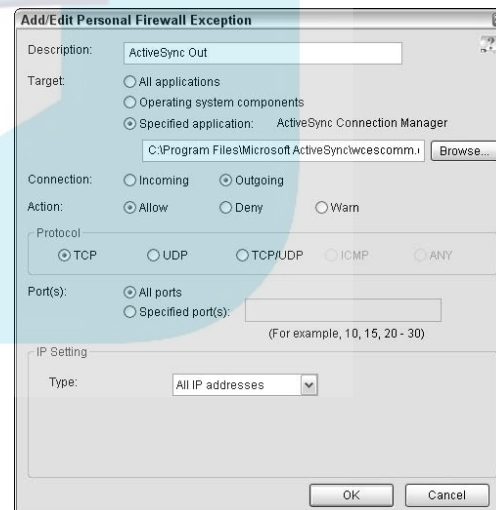 Add/Edit Personal Firewall Exception
Description: ActiveSync Out
Target: All applications
Operating system components
Specified application: ActiveSync Connection Manager
C:\Program Files\Microsoft ActiveSync\wcescomm. Browse...
Connection: Incoming Outgoing
Action: Allow Deny Warn
Protocol
TCP UDP TCP/UDP ICMP ANY
Port(s): All ports
Specified port(s):
(For example, 10, 15, 20 - 30)
IP Setting
Type: All IP addresses
OK Cancel